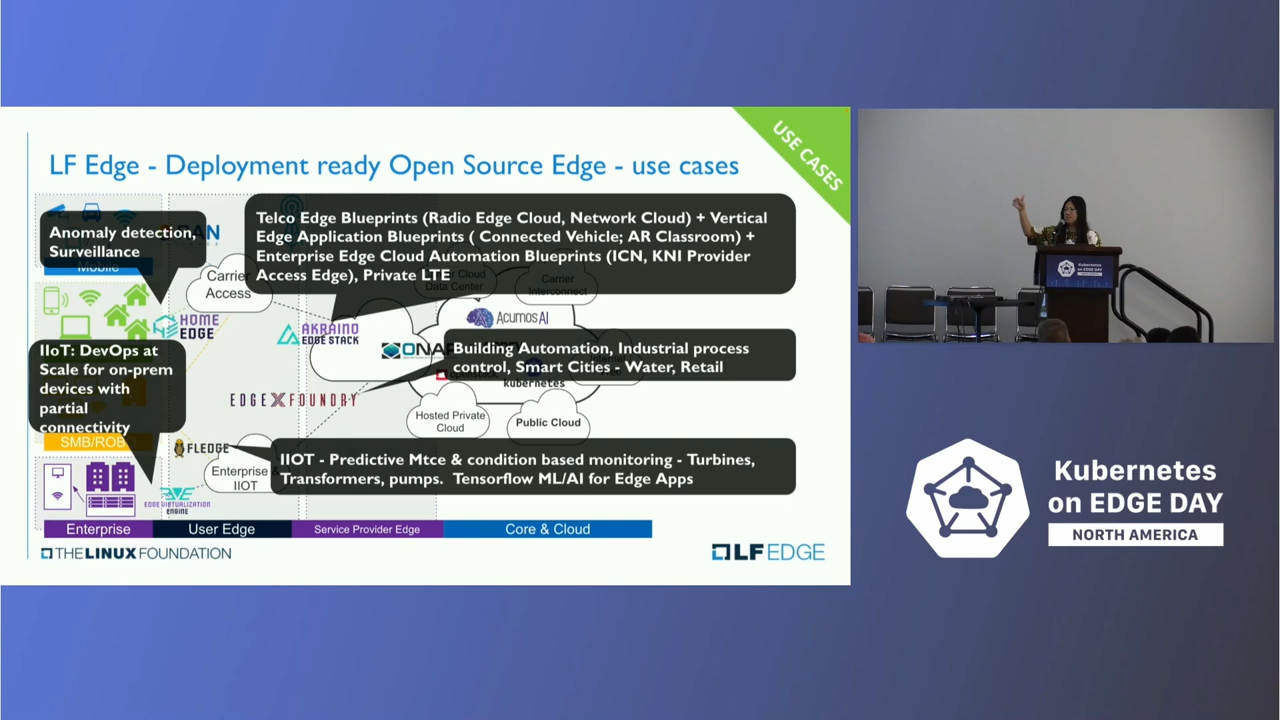 USE CASES
LF Edge - Deployment ready Open Source Edge - use cases
Anomaly detection,
Surveillance
Mobile
Telco Edge Blueprints (Radio Edge Cloud, Network Cloud) + Vertical
Edge Application Blueprints ( Connected Vehicle; AR Classroom) +
Enterprise Edge Cloud Automation Blueprints (ICN, KNI Provider
Access Edge), Private LTE
Carrier
Access
Cloud
Data Center
Carrier
Interconnect
HOME
EDGE
AKRAINO
EDGE STACK
Acumos AI
ONAP
IIoT: DevOps at
Scale for on-prem
devices with
partial
connectivity
Building Automation, Industrial process
control, Smart Cities - Water, Retail
kubernetes
EDGE X FOUNDRY
Hosted Private
Cloud
Public Cloud
SMB/ROBO
FLEDGE
Enterprise
IIOT
IIOT - Predictive Mtce & condition based monitoring - Turbines,
Transformers, pumps. Tensorflow ML/AI for Edge Apps
EDGE VIRTUALIZATION
ENGINE
Enterprise
User Edge
Service Provider Edge
Core & Cloud
THE LINUX FOUNDATION
LF EDGE
Kubernetes
on EDGE DAY
Kubernetes
on EDGE DAY
NORTH AMERICA